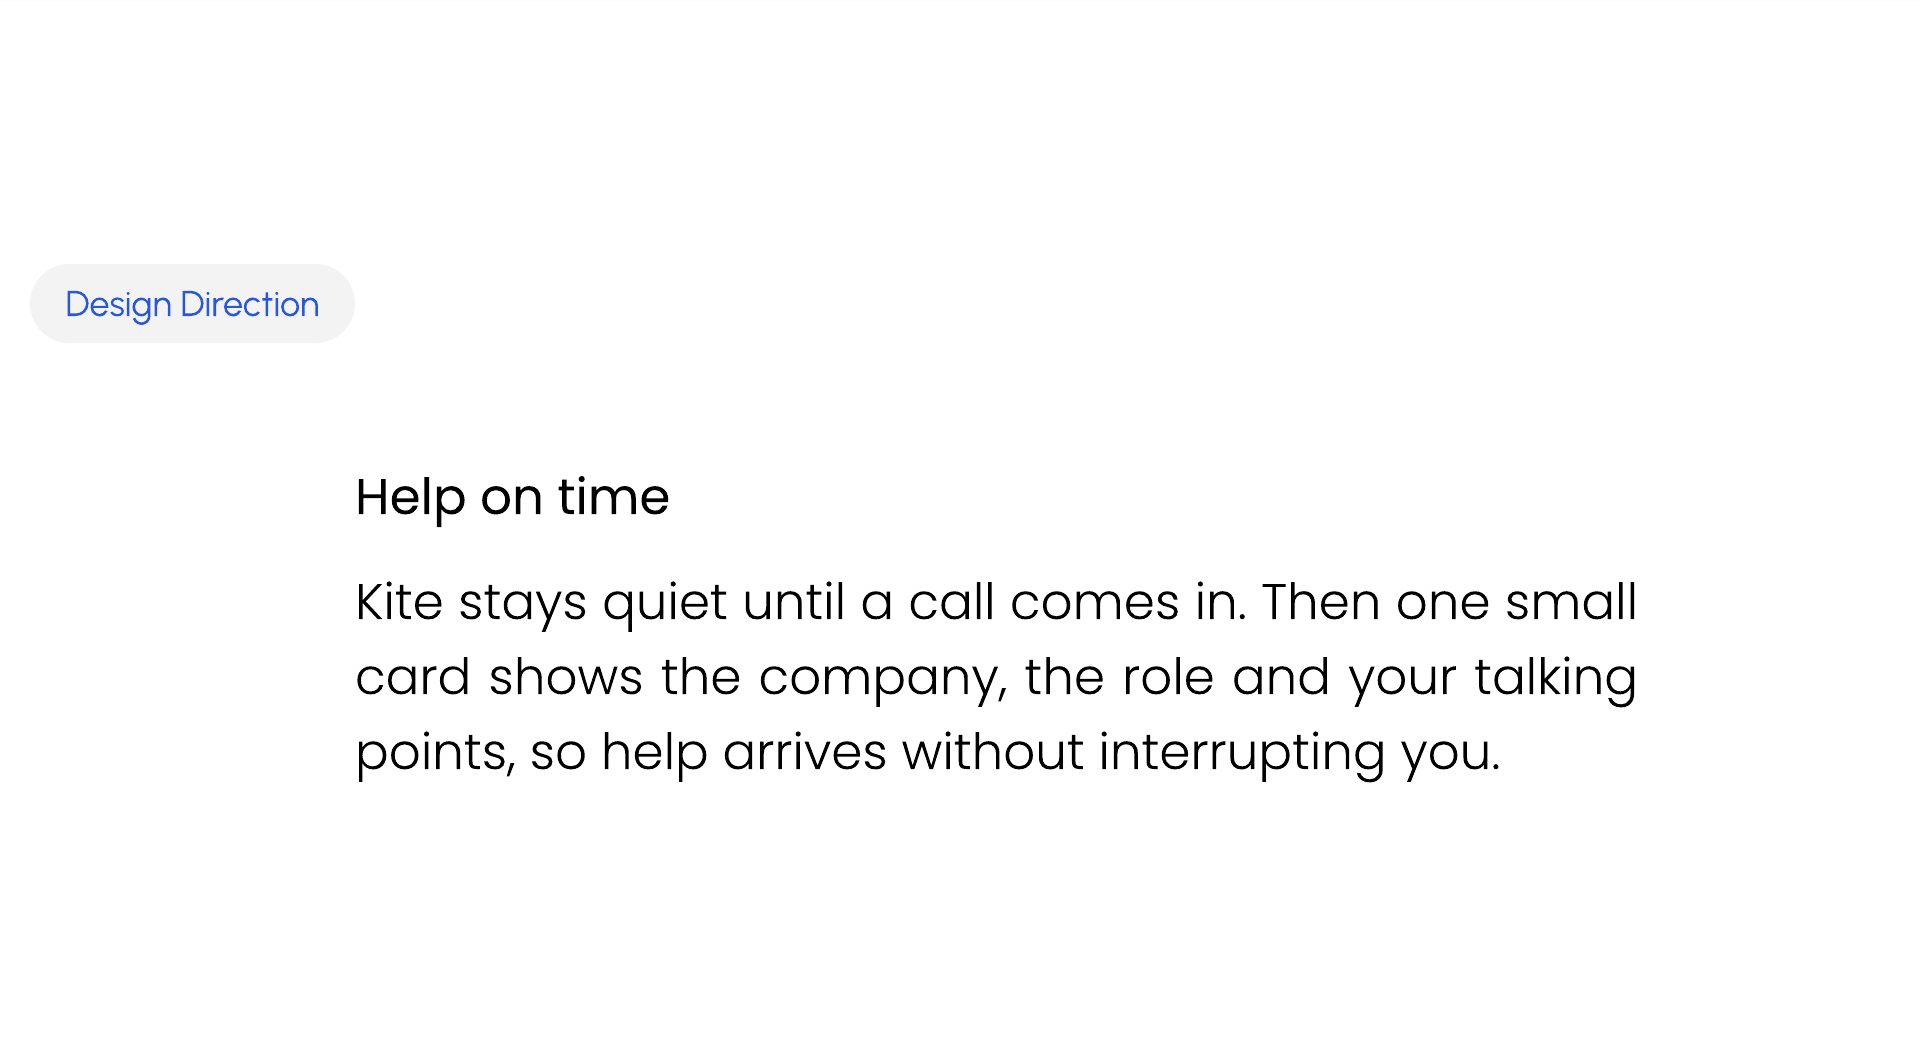 Design Direction
Help on time
Kite stays quiet until a call comes in. Then one small
card shows the company, the role and your talking
points, so help arrives without interrupting you.